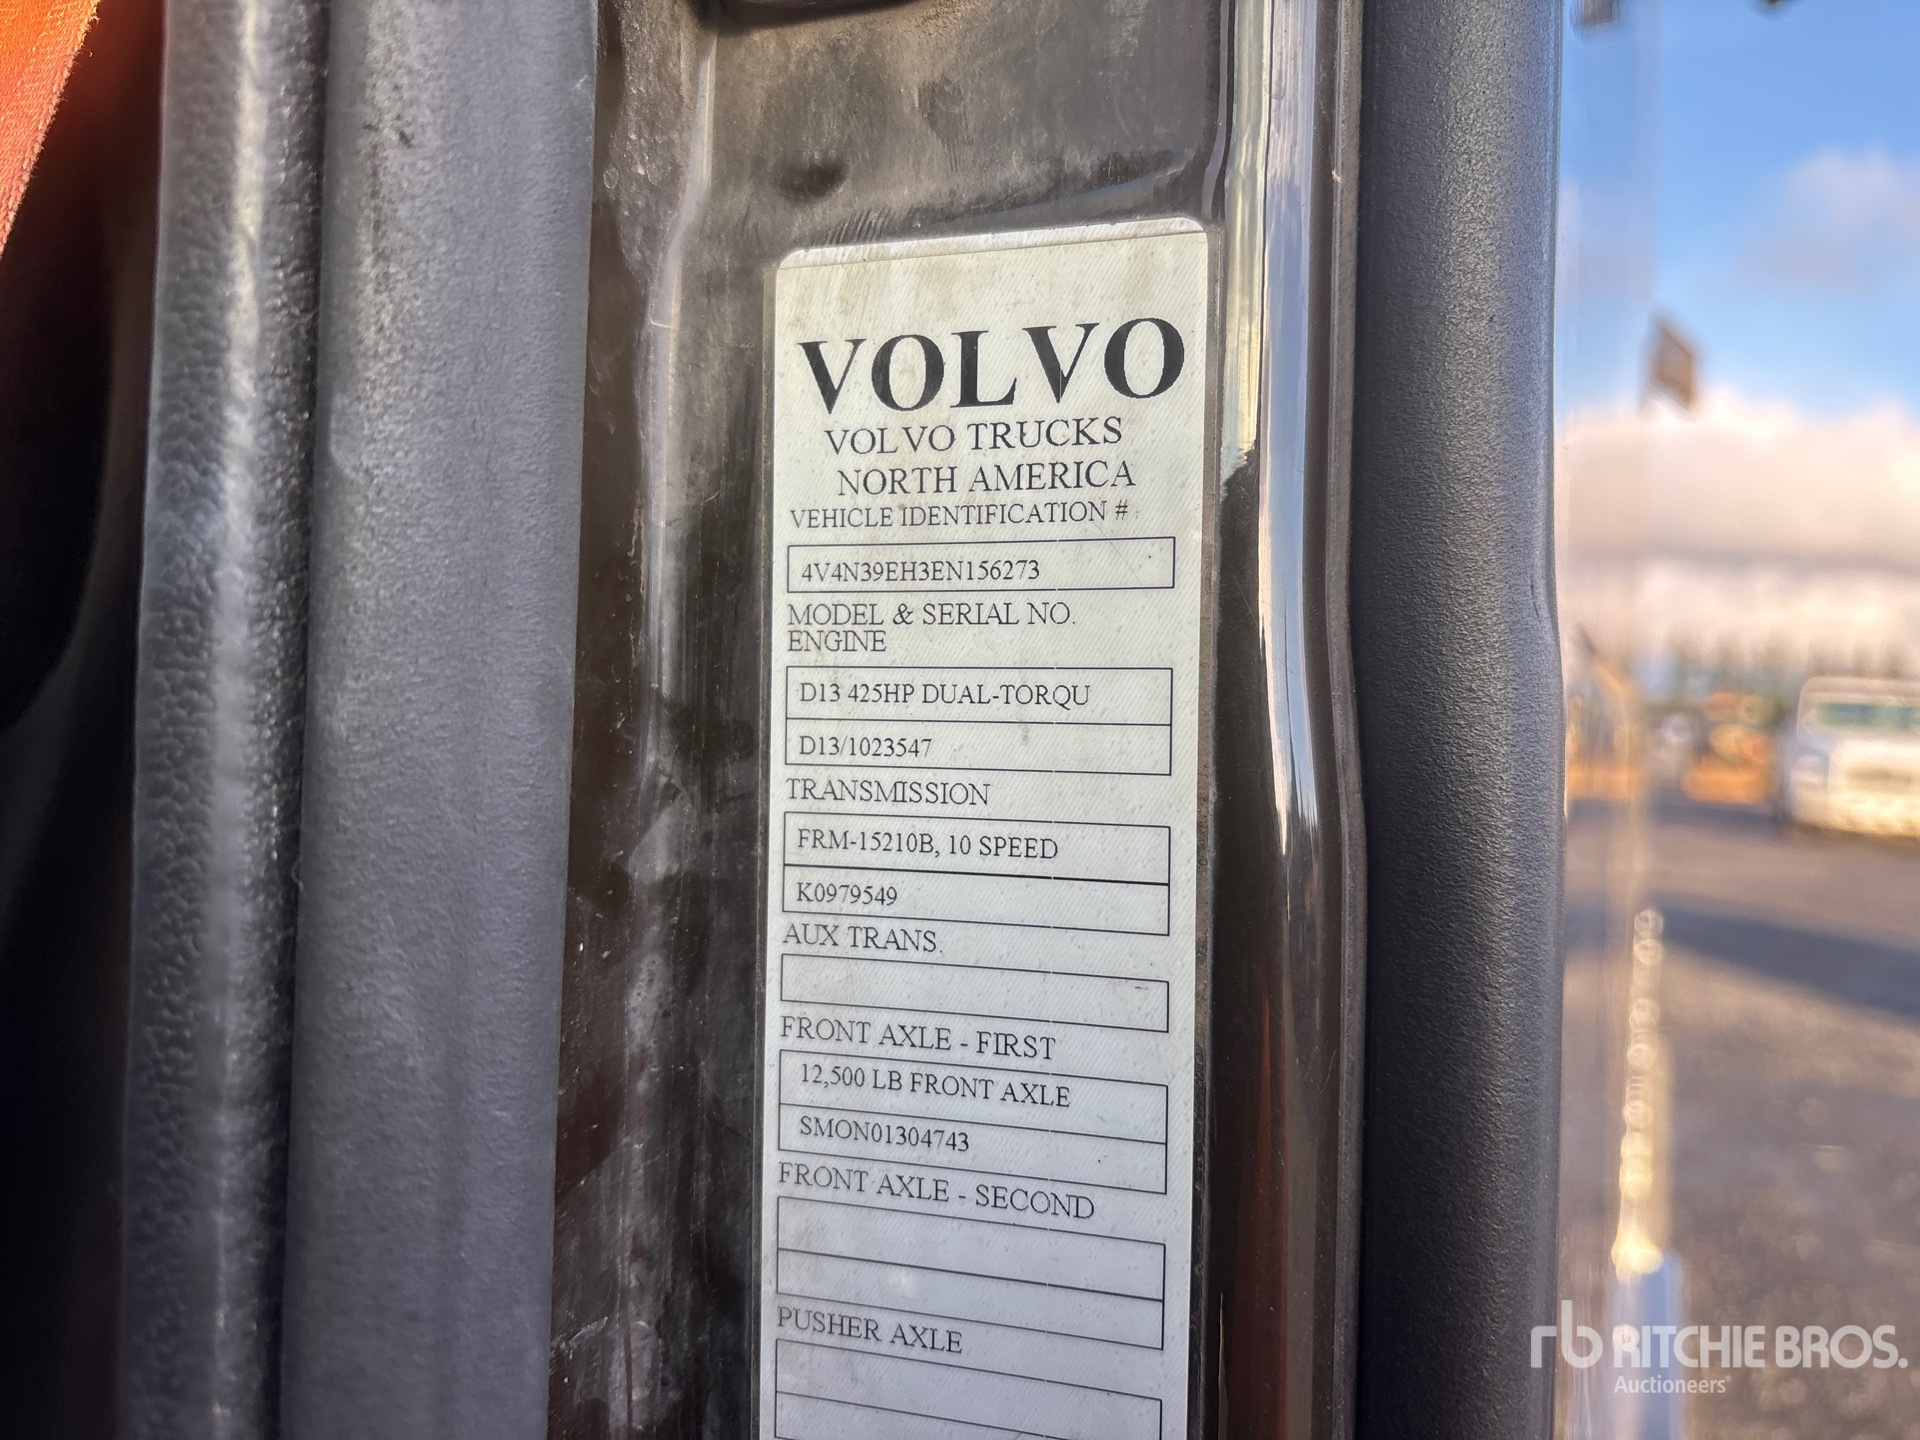 VOLVO
VOLVO TRUCKS
NORTH AMERICA
VEHICLE IDENTIFICATION #
4V4N39EH3EN156273
MODEL & SERIAL NO.
ENGINE
D13 425HP DUAL-TORQU
D13/1023547
TRANSMISSION
FRM-15210B, 10 SPEED
K0979549
AUX TRANS.
FRONT AXLE - FIRST
12,500 LB FRONT AXLE
SMON01304743
FRONT AXLE - SECOND
PUSHER AXLE
rb RITCHIE BROS.
Auctioneers